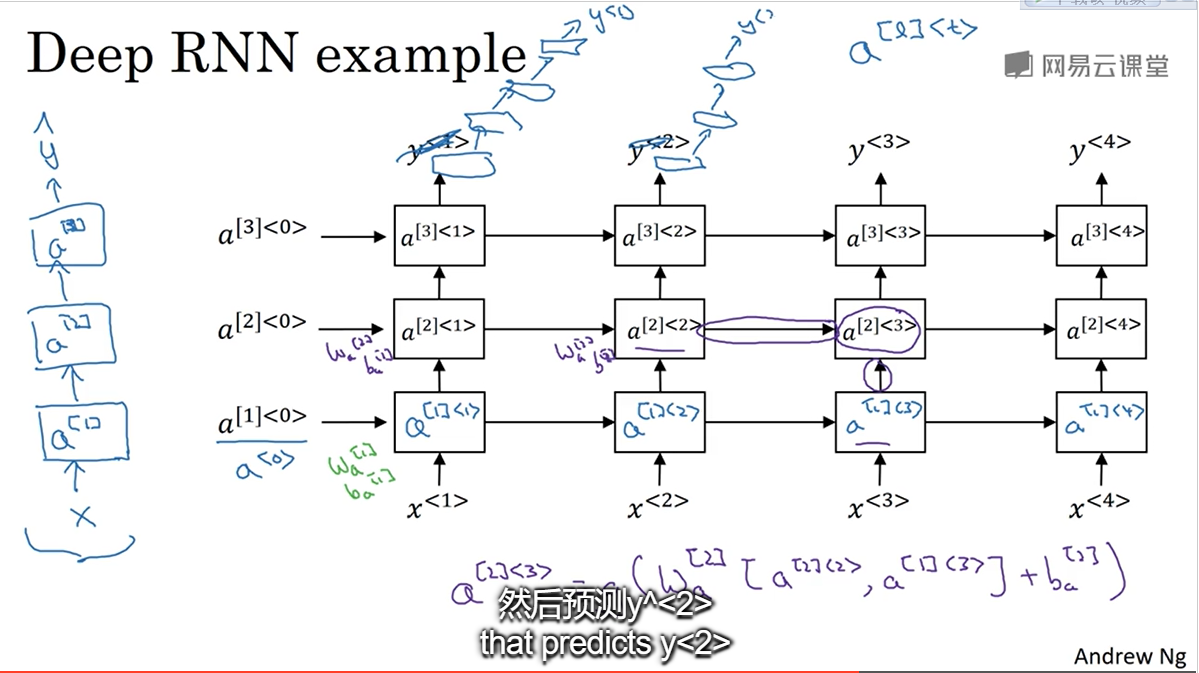 Deep RNN example
y<1>
y<2>
a^[l]<t>
网易云课堂
ŷ
y^<1> y^<2> y^<3> y^<4>
a^[3]
a^[3]<0> a^[3]<1> a^[3]<2> a^[3]<3> a^[3]<4>
a^[2]
a^[2]<0> a^[2]<1> a^[2]<2> a^[2]<3> a^[2]<4>
W_a^[2] b_a^[2] W_a^[2] b^[2]
a^[1]
a^[1]<0> a^[1]<1> a^[1]<2> a^[1]<3> a^[1]<4>
a^<0>
W_a^[1]
b_a^[1]
x
x^<1> x^<2> x^<3> x^<4>
a^[2]<3> = g(W_a^[2] [a^[2]<2>, a^[1]<3>] + b_a^[2])
然后预测y^<2>
that predicts y<2>
Andrew Ng